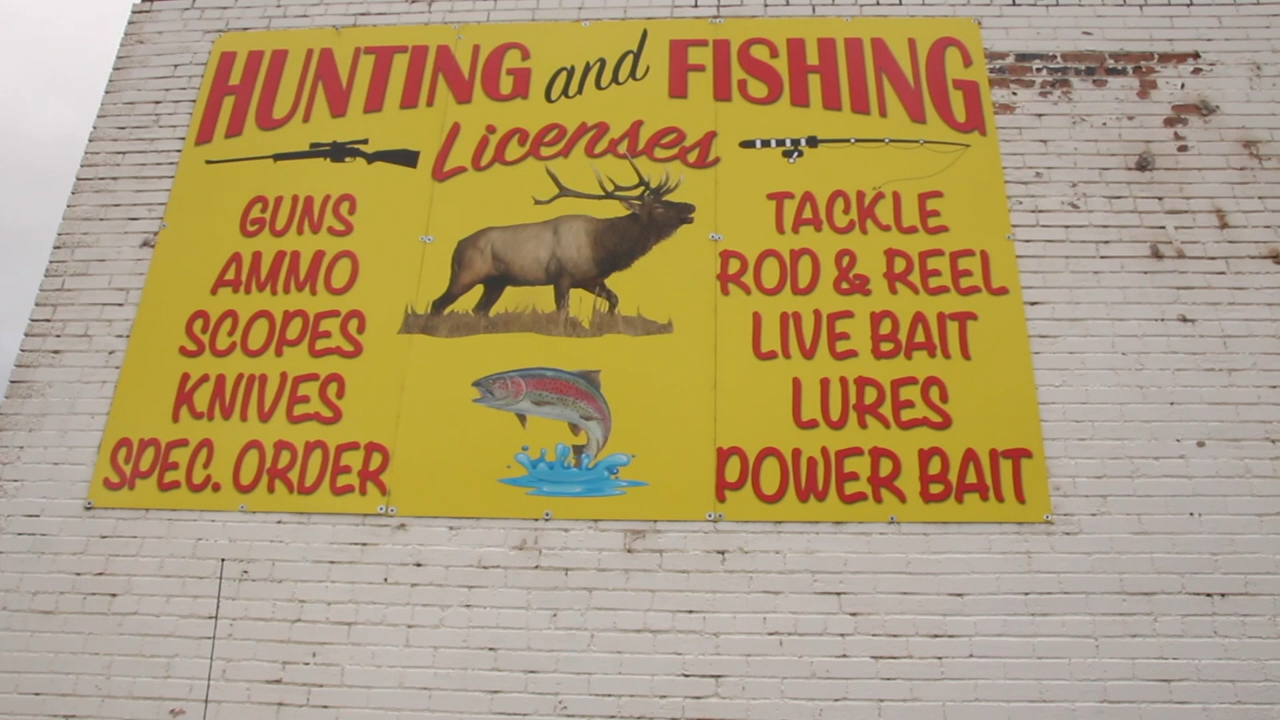 HUNTING and FISHING
Licenses
GUNS
AMMO
SCOPES
KNIVES
SPEC. ORDER
TACKLE
ROD & REEL
LIVE BAIT
LURES
POWER BAIT